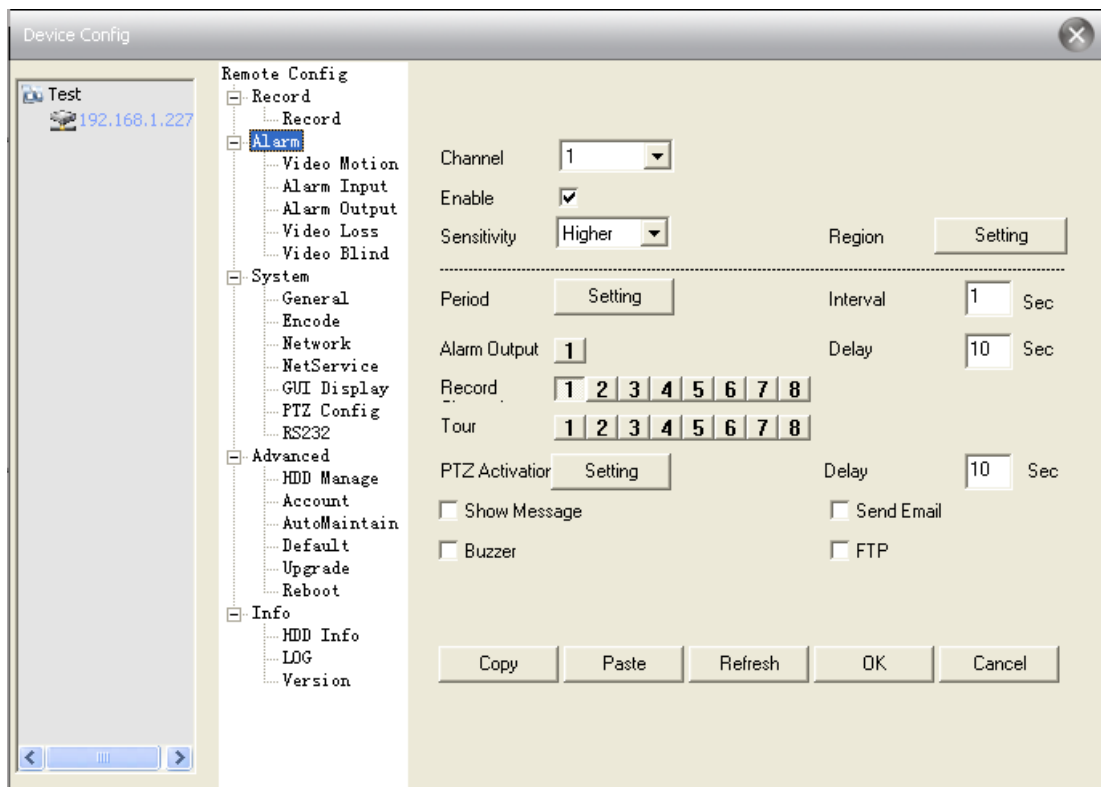 Device Config
Test
192.168.1.227
Remote Config
Record
Record
Alarm
Video Motion
Alarm Input
Alarm Output
Video Loss
Video Blind
System
General
Encode
Network
NetService
GUI Display
PTZ Config
RS232
Advanced
HDD Manage
Account
AutoMaintain
Default
Upgrade
Reboot
Info
HDD Info
LOG
Version
Channel 1
Enable
Sensitivity Higher Region Setting
Period Setting Interval 1 Sec
Alarm Output 1 Delay 10 Sec
Record 1 2 3 4 5 6 7 8
Tour 1 2 3 4 5 6 7 8
PTZ Activation Setting Delay 10 Sec
Show Message Send Email
Buzzer FTP
Copy Paste Refresh OK Cancel